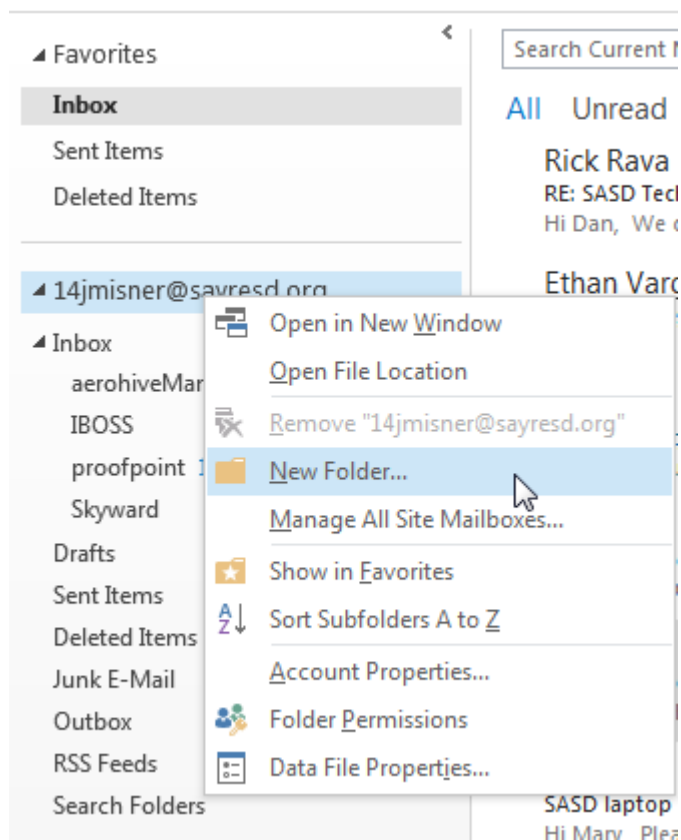 Favorites
Inbox
Sent Items
Deleted Items
14jmisner@sayresd.org
Inbox
IBOSS
proofpoint
Skyward
Drafts
Sent Items
Deleted Items
Junk E-Mail
Outbox
RSS Feeds
Search Folders
Open in New Window
Open File Location
Remove "14jmisner@sayresd.org"
New Folder...
Manage All Site Mailboxes...
Show in Favorites
Sort Subfolders A to Z
Account Properties...
Folder Permissions
Data File Properties...
Search Current
All Unread
Rick Rava
RE: SASD
Hi Dan, We
Ethan
SASD laptop
Hi Mary